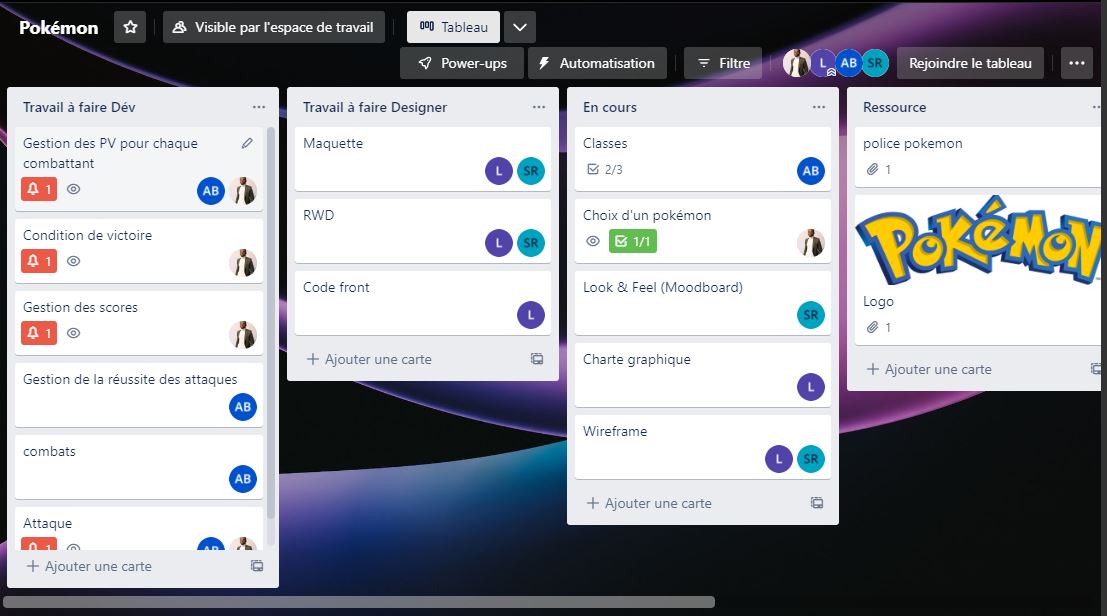 Pokémon
Visible par l'espace de travail
Tableau
Power-ups
Automatisation
Filtre
L
AB
SR
Rejoindre le tableau
Travail à faire Dév
Gestion des PV pour chaque
combattant
1
AB
Condition de victoire
1
Gestion des scores
1
Gestion de la réussite des attaques
AB
combats
AB
Attaque
1
AB
Ajouter une carte
Travail à faire Designer
Maquette
L SR
RWD
L SR
Code front
L
Ajouter une carte
En cours
Classes
2/3
AB
Choix d'un pokémon
1/1
Look & Feel (Moodboard)
SR
Charte graphique
L
Wireframe
L SR
Ajouter une carte
Ressource
police pokemon
1
POKéMON
Logo
1
Ajouter une carte